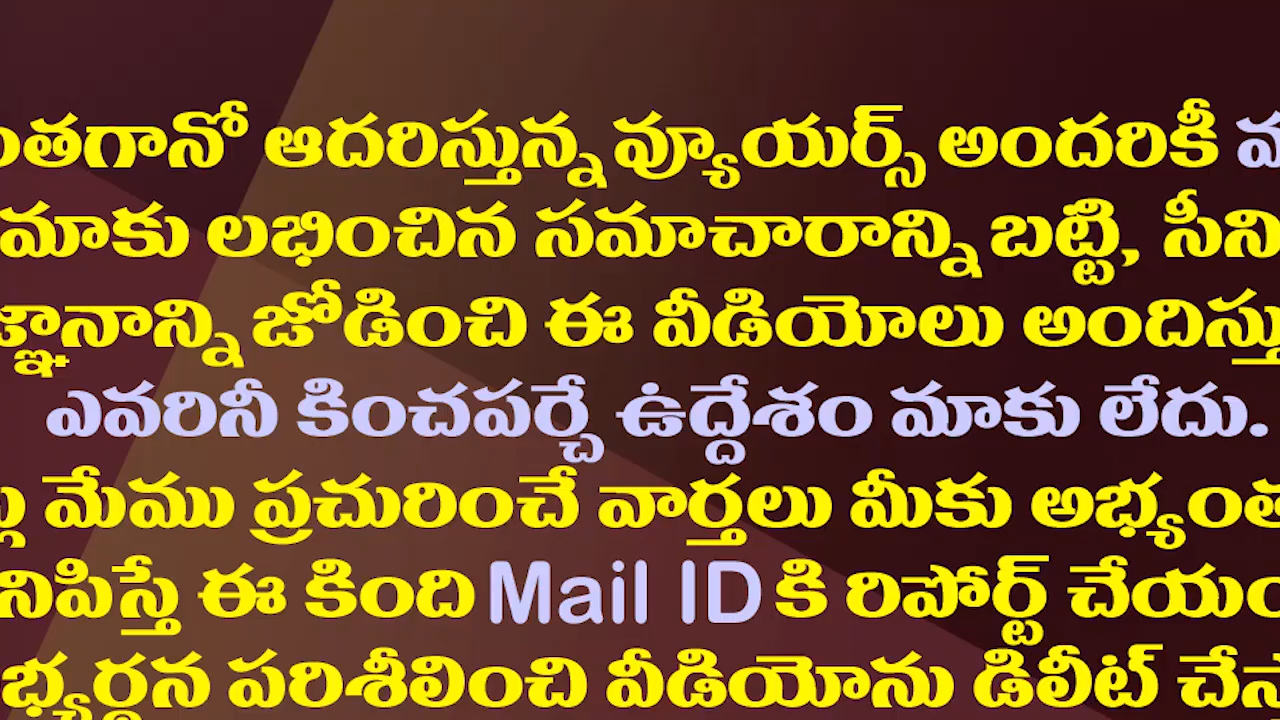 ంతగానో ఆదరిస్తున్న వ్యూయర్స్ అందరికీ
మాకు లభించిన సమాచారాన్ని బట్టి, సీని
జ్ఞానాన్ని జోడించి ఈ వీడియోలు అందిస్తు
ఎవరినీ కించపర్చే ఉద్దేశం మాకు లేదు.
మేము ప్రచురించే వార్తలు మీకు అభ్యంత
నిపిస్తే ఈ కింది Mail ID కి రిపోర్ట్ చేయం
భ్యర్థన పరిశీలించి వీడియోను డిలీట్ చేస